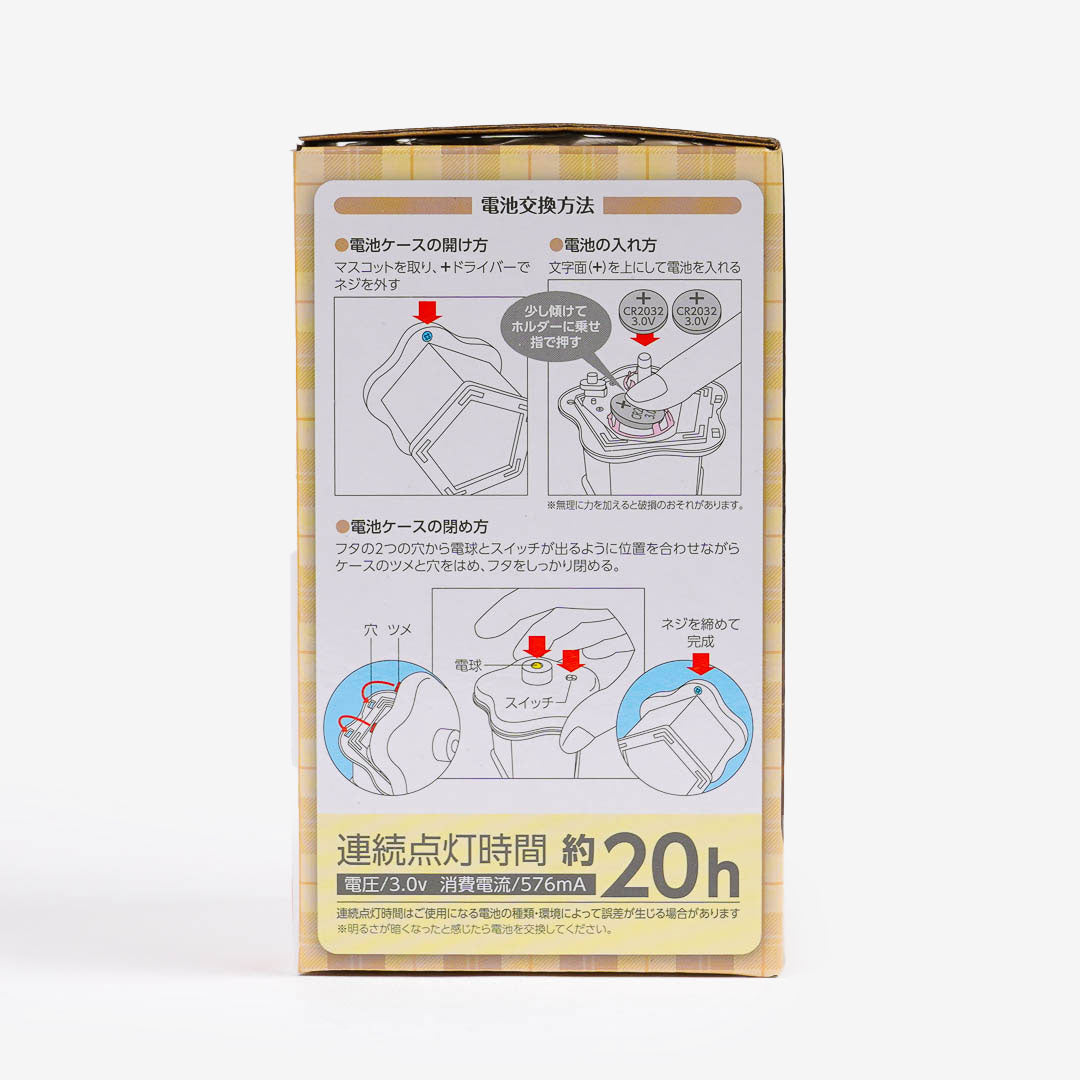 電池交換方法
●電池ケースの開け方
マスコットを取り、+ドライバーで
ネジを外す
●電池の入れ方
文字面(+)を上にして電池を入れる
少し傾けて
ホルダーに乗せ
指で押す
+
CR2032
3.0V
+
CR2032
3.0V
+
CR2
3.0
※無理に力を加えると破損のおそれがあります。
●電池ケースの閉め方
フタの2つの穴から電球とスイッチが出るように位置を合わせながら
ケースのツメと穴をはめ、フタをしっかり閉める。
穴 ツメ
電球
スイッチ
ネジを締めて
完成
連続点灯時間 約20h
電圧/3.0v 消費電流/576mA
連続点灯時間はご使用になる電池の種類・環境によって誤差が生じる場合があります
※明るさが暗くなったと感じたら電池を交換してください。